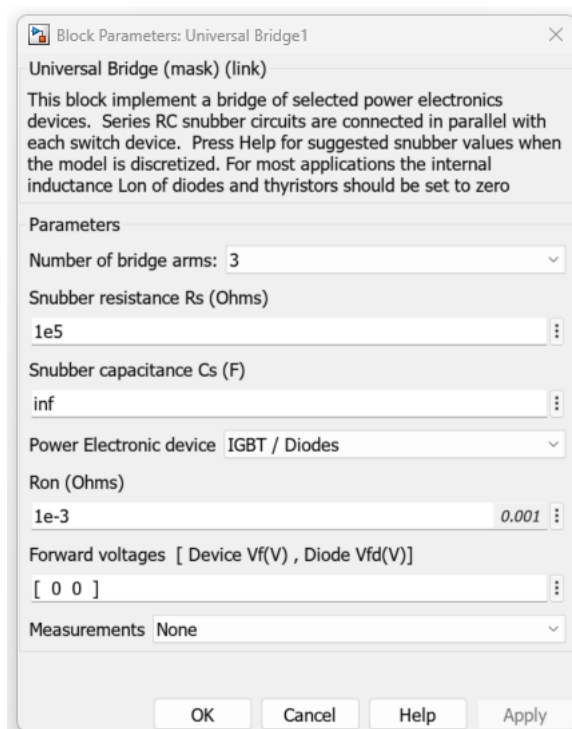 Block Parameters: Universal Bridge1
Universal Bridge (mask) (link)
This block implement a bridge of selected power electronics
devices. Series RC snubber circuits are connected in parallel with
each switch device. Press Help for suggested snubber values when
the model is discretized. For most applications the internal
inductance Lon of diodes and thyristors should be set to zero
Parameters
Number of bridge arms: 3
Snubber resistance Rs (Ohms)
1e5
Snubber capacitance Cs (F)
inf
Power Electronic device IGBT / Diodes
Ron (Ohms)
1e-3 0.001
Forward voltages [ Device Vf(V) , Diode Vfd(V)]
[ 0 0 ]
Measurements None
OK Cancel Help Apply